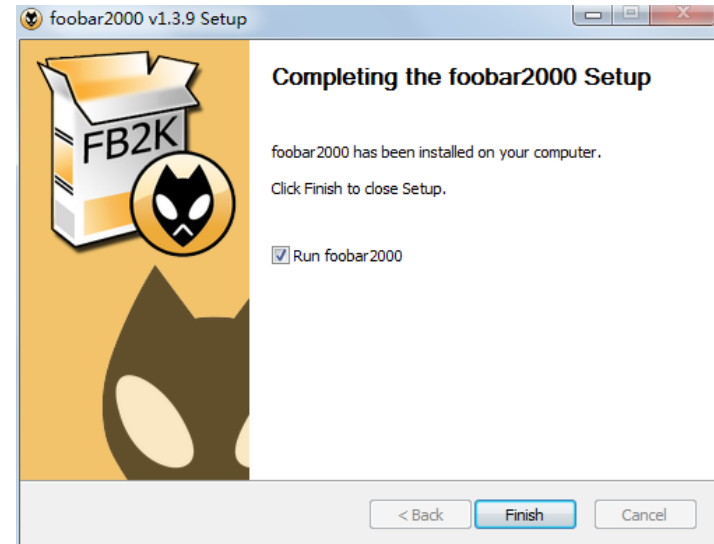 foobar2000 v1.3.9 Setup
FB2K
Completing the foobar2000 Setup
foobar2000 has been installed on your computer.
Click Finish to close Setup.
Run foobar2000
< Back
Finish
Cancel